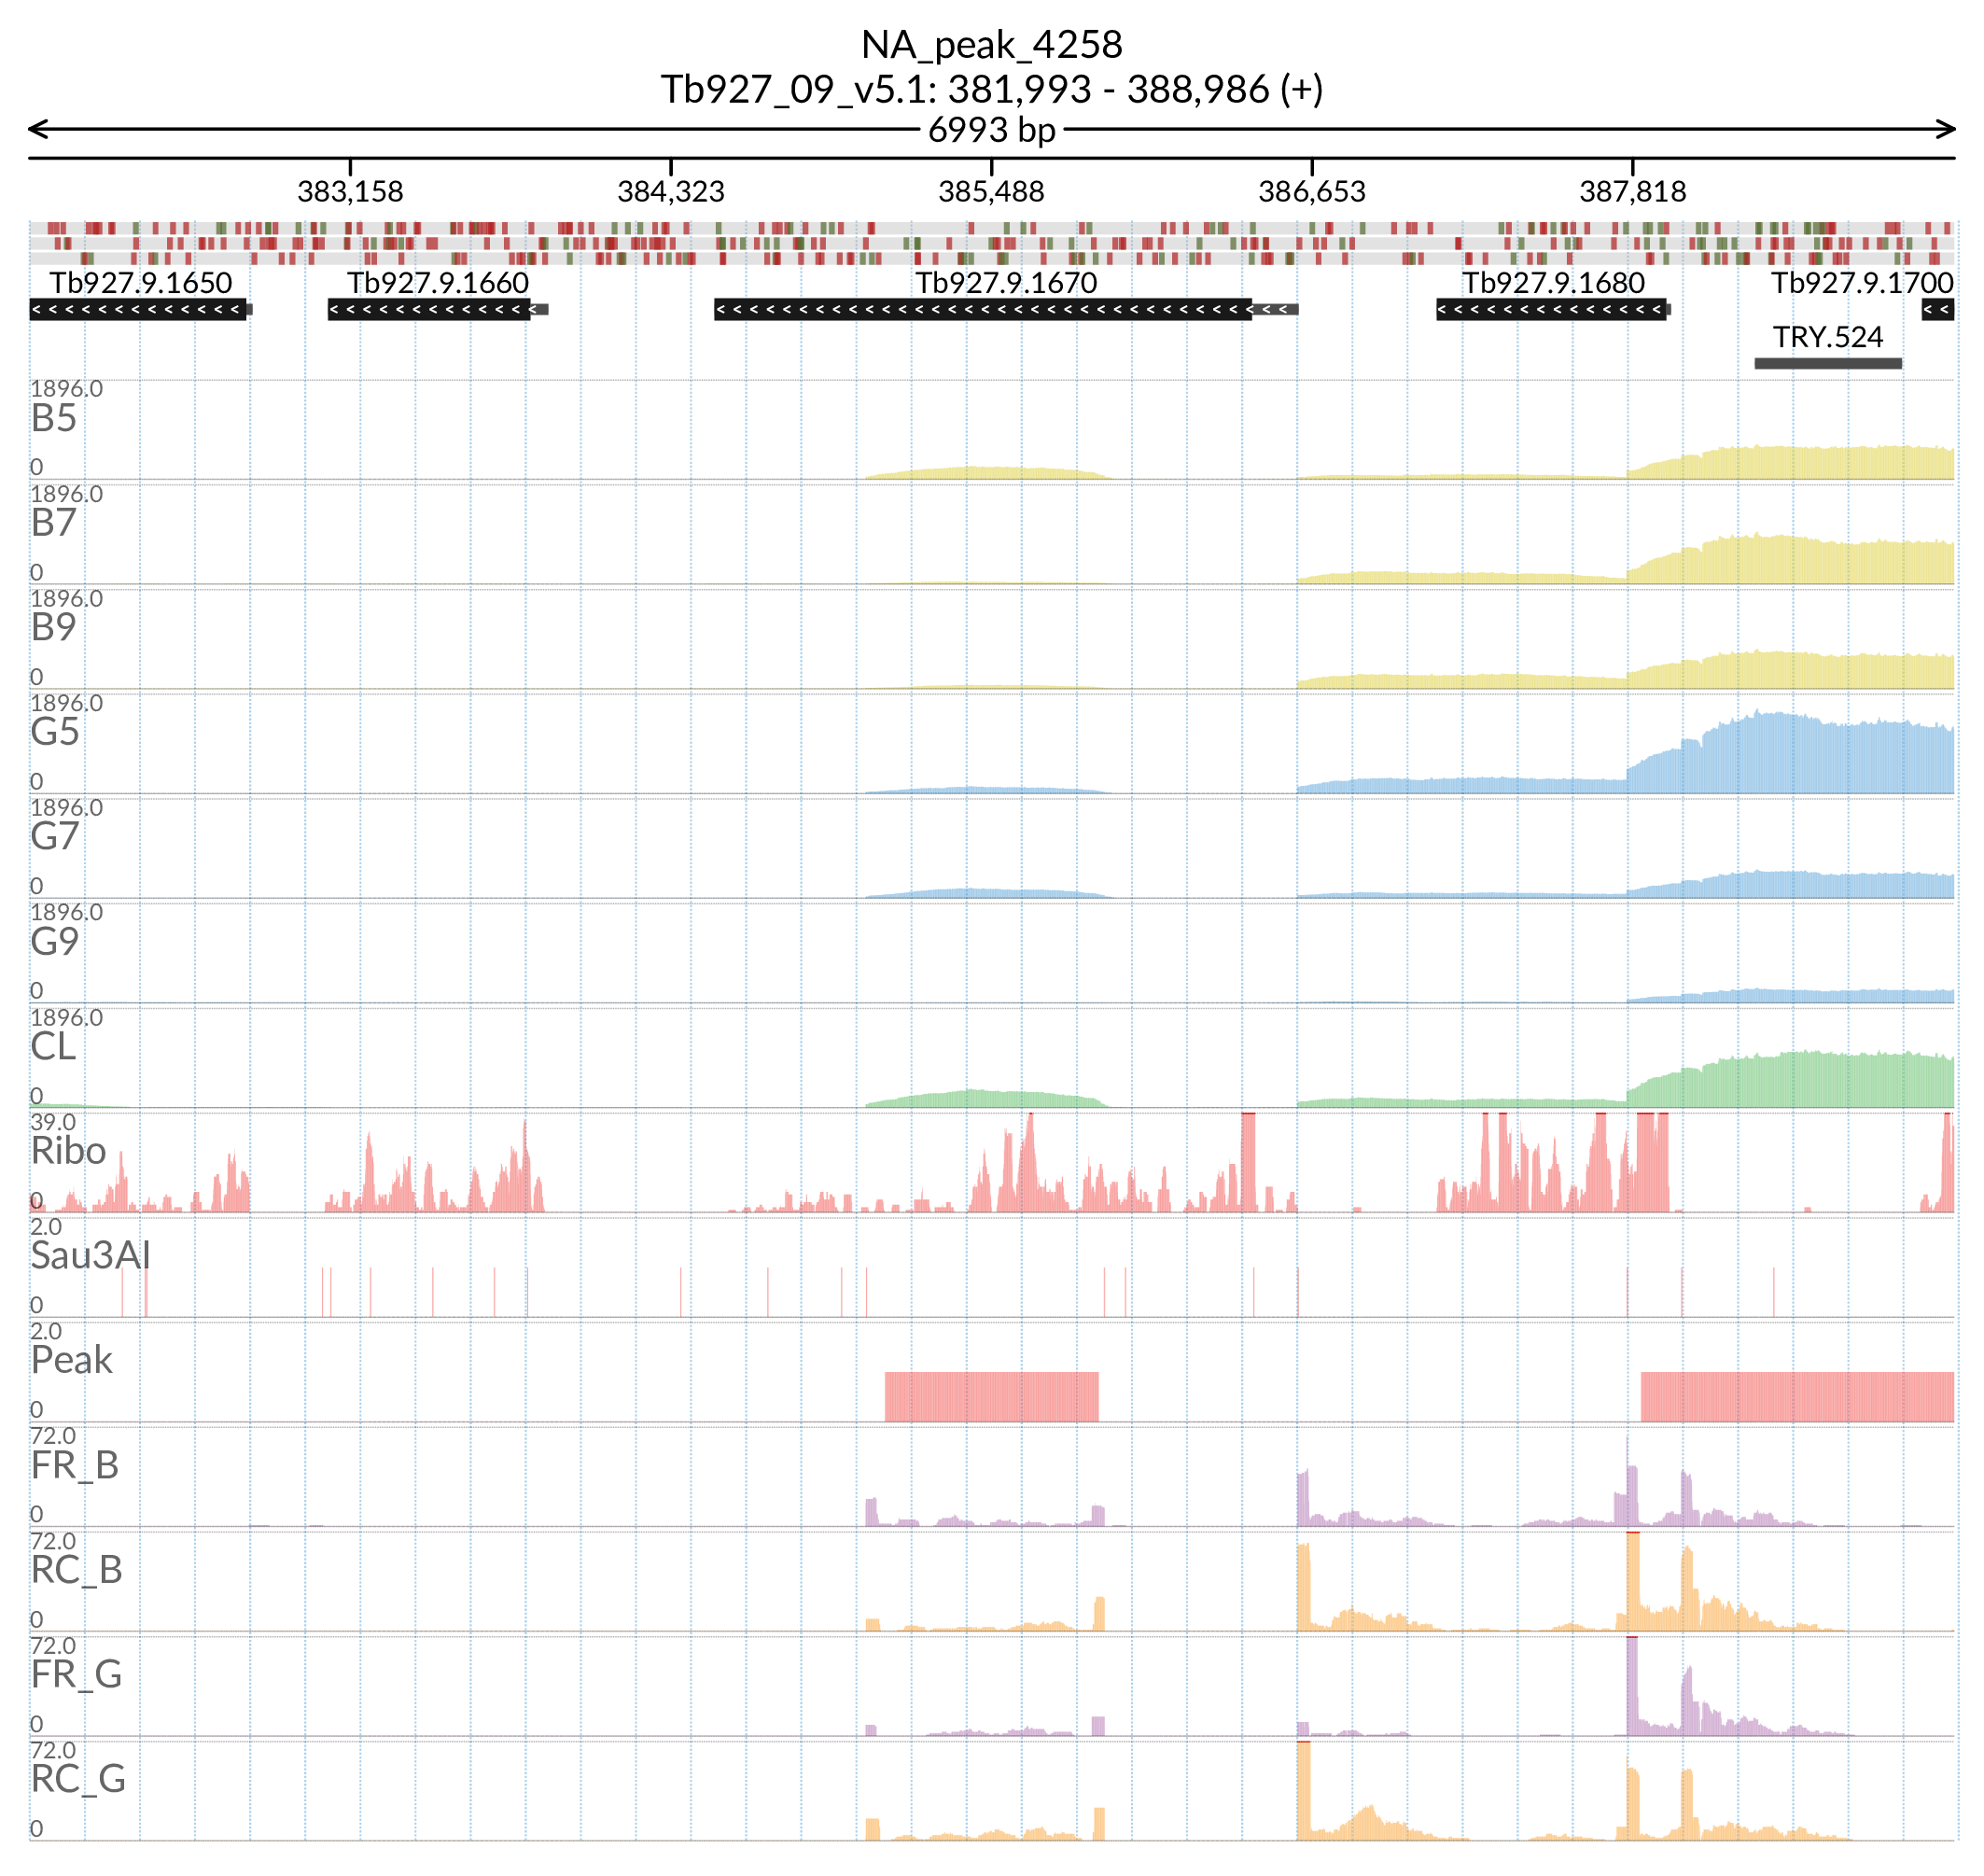 NA_peak_4258
Tb927_09_v5.1: 381,993 - 388,986 (+)
6993 bp
383,158 384,323 385,488 386,653 387,818
Tb927.9.1650 Tb927.9.1660 Tb927.9.1670 Tb927.9.1680 Tb927.9.1700
TRY.524
1896.0
B5
0
1896.0
B7
0
1896.0
B9
0
1896.0
G5
0
1896.0
G7
0
1896.0
G9
0
1896.0
CL
0
39.0
Ribo
0
2.0
Sau3AI
0
2.0
Peak
0
72.0
FR_B
0
72.0
RC_B
0
72.0
FR_G
0
72.0
RC_G
0